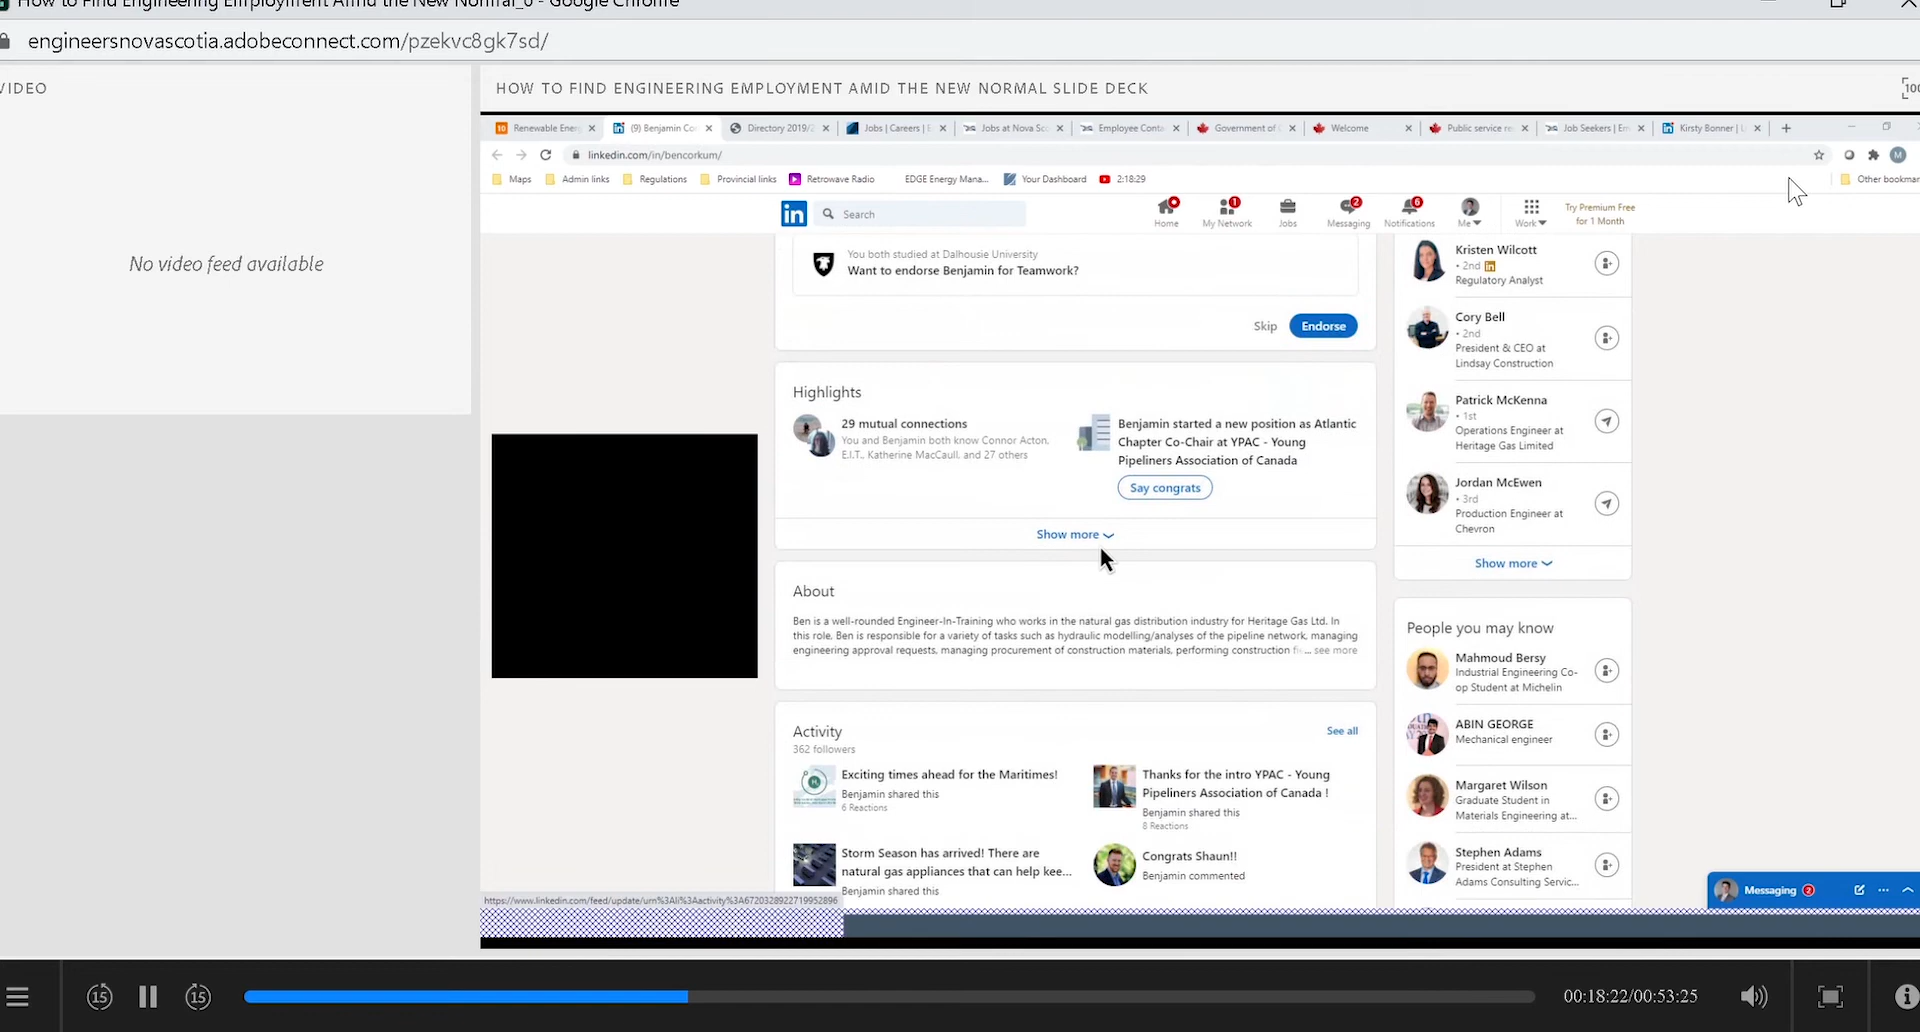 How to Find Engineering Employment Amid the New Normal_0 - Google Chrome
engineersnovascotia.adobeconnect.com/pzekvc8gk7sd/
VIDEO
No video feed available
HOW TO FIND ENGINEERING EMPLOYMENT AMID THE NEW NORMAL SLIDE DECK
100
Renewable Ener
(9) Benjamin Co
Directory 2019/2
Jobs | Careers | E
Jobs at Nova Sc
Employee Conta
Government of C
Welcome
Public service re
Job Seekers | Em
Kirsty Bonner | L
linkedin.com/in/bencorkum/
M
Maps
Admin links
Regulations
Provincial links
Retrowave Radio
EDGE Energy Mana...
Your Dashboard
2:18:29
Other bookmar
in
Search
Home
1
My Network
Jobs
2
Messaging
6
Notifications
Me
Work
Try Premium Free
for 1 Month
You both studied at Dalhousie University
Want to endorse Benjamin for Teamwork?
Skip
Endorse
Highlights
29 mutual connections
You and Benjamin both know Connor Acton,
E.I.T., Katherine MacCaull, and 27 others
Benjamin started a new position as Atlantic
Chapter Co-Chair at YPAC - Young
Pipeliners Association of Canada
Say congrats
Show more
About
Ben is a well-rounded Engineer-In-Training who works in the natural gas distribution industry for Heritage Gas Ltd. In
this role, Ben is responsible for a variety of tasks such as hydraulic modelling/analyses of the pipeline network, managing
engineering approval requests, managing procurement of construction materials, performing construction fi... see more
Activity
See all
362 followers
Exciting times ahead for the Maritimes!
Benjamin shared this
6 Reactions
Thanks for the intro YPAC - Young
Pipeliners Association of Canada !
Benjamin shared this
8 Reactions
Storm Season has arrived! There are
natural gas appliances that can help kee...
Benjamin shared this
Congrats Shaun!!
Benjamin commented
Kristen Wilcott
• 2nd in
Regulatory Analyst
Cory Bell
• 2nd
President & CEO at
Lindsay Construction
Patrick McKenna
• 1st
Operations Engineer at
Heritage Gas Limited
Jordan McEwen
• 3rd
Production Engineer at
Chevron
Show more
People you may know
Mahmoud Bersy
Industrial Engineering Co-
op Student at Michelin
ABIN GEORGE
Mechanical engineer
Margaret Wilson
Graduate Student in
Materials Engineering at...
Stephen Adams
President at Stephen
Adams Consulting Servic...
Messaging 2
https://www.linkedin.com/feed/update/urn%3Ali%3Aactivity%3A6720328922719952896
15
15
00:18:22/00:53:25